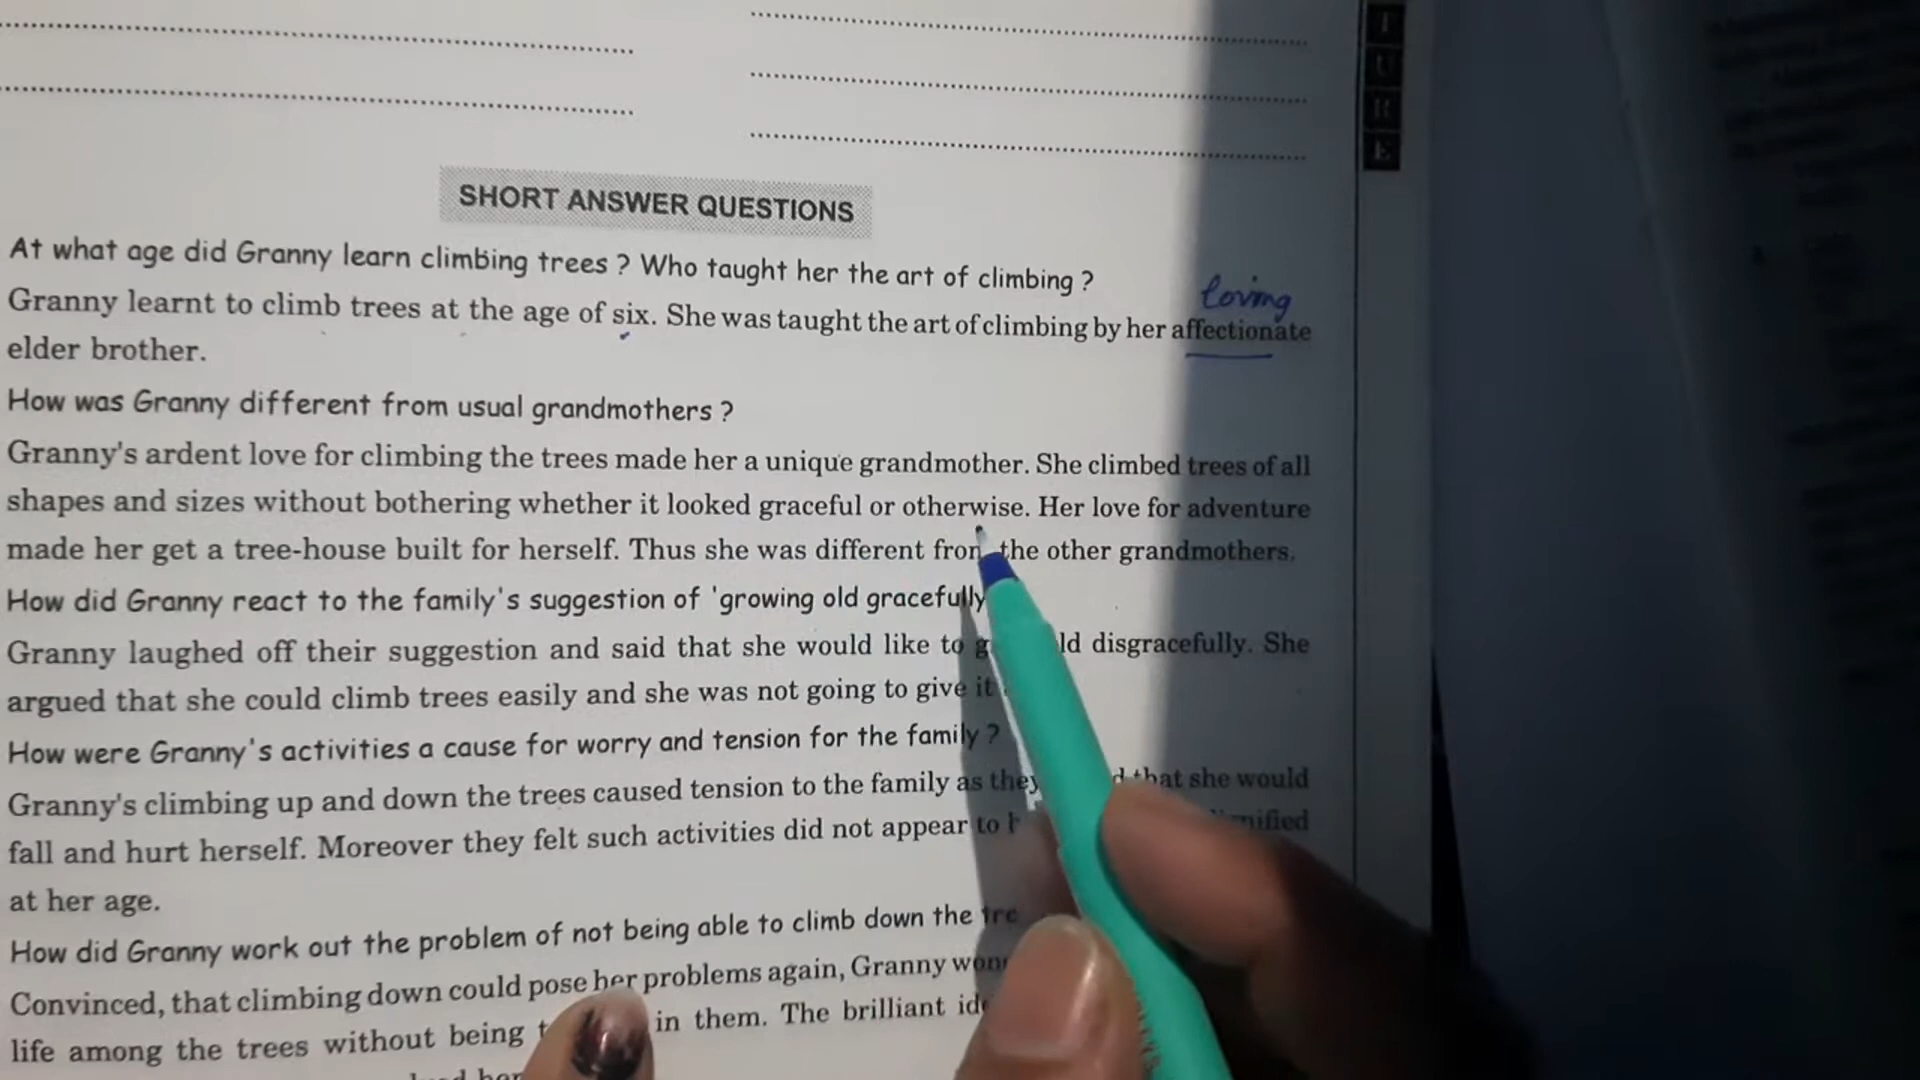 T
U
R
E
SHORT ANSWER QUESTIONS
At what age did Granny learn climbing trees ? Who taught her the art of climbing ?
loving
Granny learnt to climb trees at the age of six. She was taught the art of climbing by her affectionate
elder brother.
How was Granny different from usual grandmothers ?
Granny's ardent love for climbing the trees made her a unique grandmother. She climbed trees of all
shapes and sizes without bothering whether it looked graceful or otherwise. Her love for adventure
made her get a tree-house built for herself. Thus she was different from the other grandmothers.
How did Granny react to the family's suggestion of 'growing old gracefully
Granny laughed off their suggestion and said that she would like to disgracefully. She
argued that she could climb trees easily and she was not going to give it
How were Granny's activities a cause for worry and tension for the family ?
Granny's climbing up and down the trees caused tension to the family as they that she would
fall and hurt herself. Moreover they felt such activities did not appear to
at her age.
How did Granny work out the problem of not being able to climb down the
Convinced, that climbing down could pose her problems again, Granny
life among the trees without being in them. The brilliant